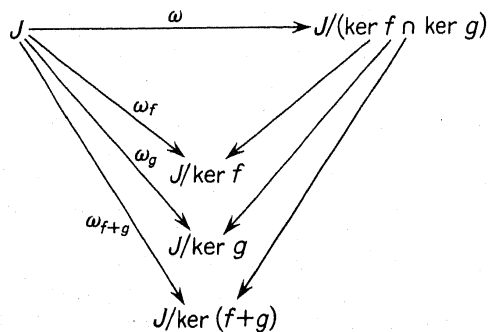 ω
J J/(ker f ∩ ker g)
ω_f
ω_g
J/ker f
ω_{f+g}
J/ker g
J/ker (f+g)